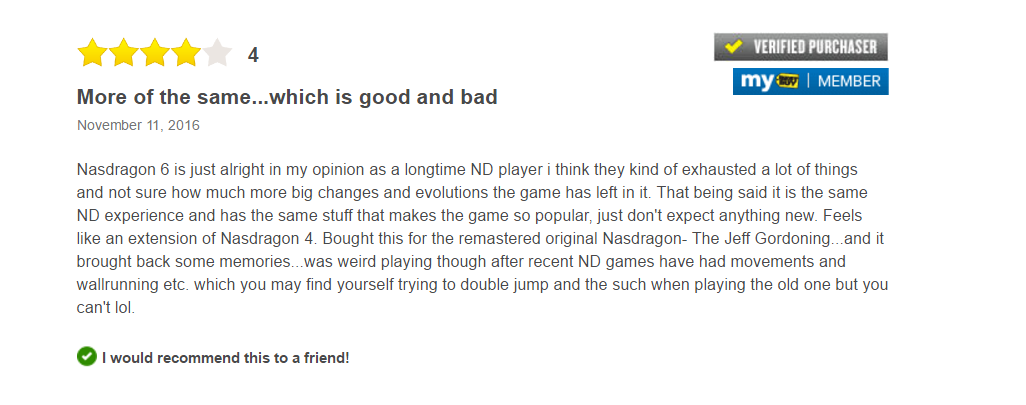 4
VERIFIED PURCHASER
my BEST BUY | MEMBER
More of the same...which is good and bad
November 11, 2016
Nasdragon 6 is just alright in my opinion as a longtime ND player i think they kind of exhausted a lot of things
and not sure how much more big changes and evolutions the game has left in it. That being said it is the same
ND experience and has the same stuff that makes the game so popular, just don't expect anything new. Feels
like an extension of Nasdragon 4. Bought this for the remastered original Nasdragon- The Jeff Gordoning...and it
brought back some memories...was weird playing though after recent ND games have had movements and
wallrunning etc. which you may find yourself trying to double jump and the such when playing the old one but you
can't lol.
I would recommend this to a friend!